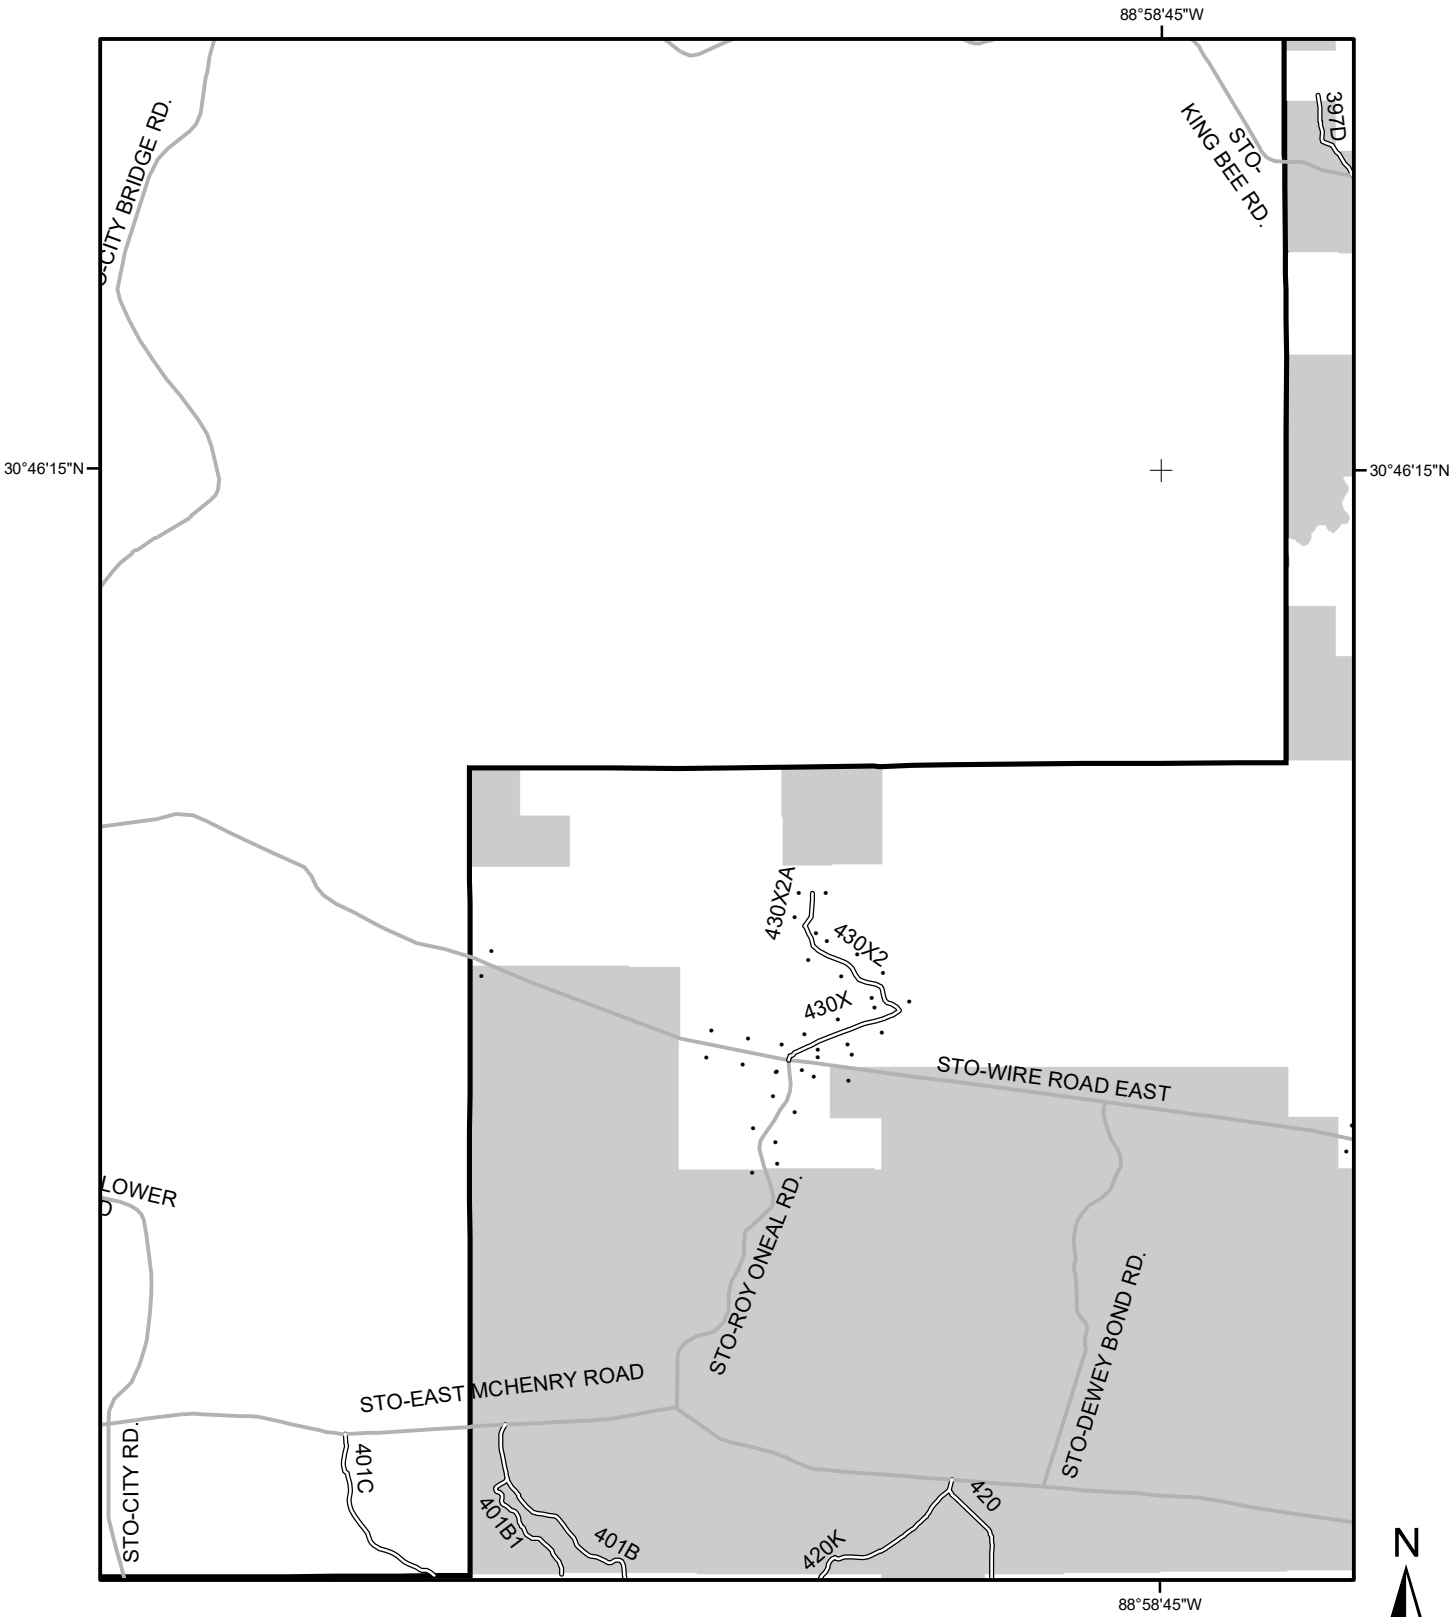 88°58'45"W
O-CITY BRIDGE RD.
STO-
KING BEE RD.
397D
30°46'15"N
30°46'15"N
430X2A
430X2
430X
STO-WIRE ROAD EAST
LOWER
D
STO-ROY ONEAL RD.
STO-DEWEY BOND RD.
STO-EAST MCHENRY ROAD
STO-CITY RD.
401C
401B1
401B
420K
420
N
88°58'45"W